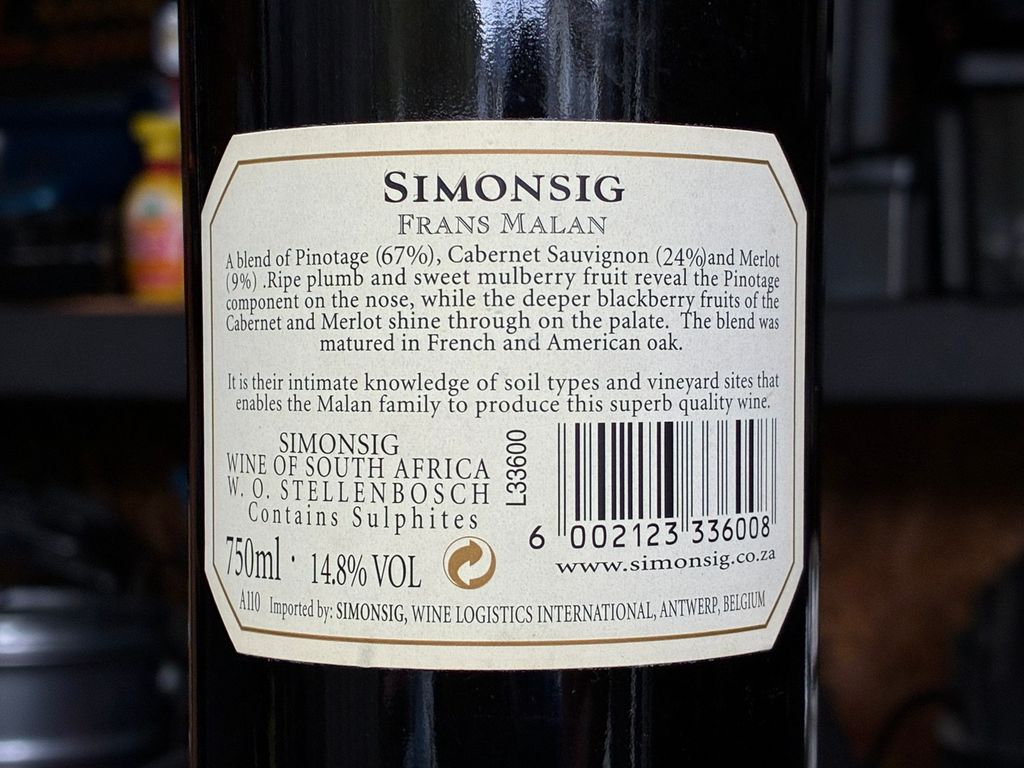 SIMONSIG
FRANS MALAN
A blend of Pinotage (67%), Cabernet Sauvignon (24%)and Merlot
(9%) .Ripe plumb and sweet mulberry fruit reveal the Pinotage
component on the nose, while the deeper blackberry fruits of the
Cabernet and Merlot shine through on the palate. The blend was
matured in French and American oak.
It is their intimate knowledge of soil types and vineyard sites that
enables the Malan family to produce this superb quality wine.
SIMONSIG
WINE OF SOUTH AFRICA
W. O. STELLENBOSCH
Contains Sulphites
750ml · 14.8% VOL
L33600
6 002123 336008
www.simonsig.co.za
A110 Imported by: SIMONSIG, WINE LOGISTICS INTERNATIONAL, ANTWERP, BELGIUM